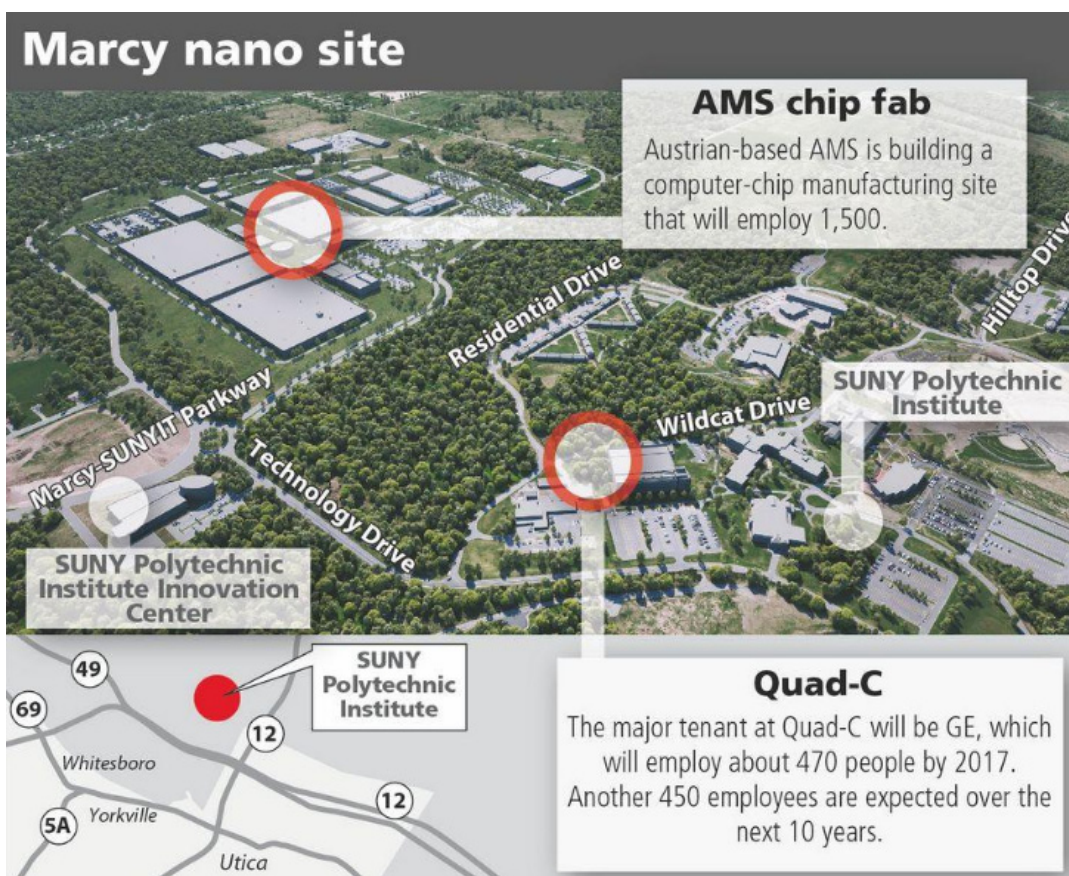 Marcy nano site
AMS chip fab
Austrian-based AMS is building a
computer-chip manufacturing site
that will employ 1,500.
Residential Drive
Hilltop Drive
SUNY Polytechnic
Institute
Wildcat Drive
Marcy-SUNYIT Parkway
Technology Drive
SUNY Polytechnic
Institute Innovation
Center
SUNY
Polytechnic
Institute
49
69
12
Whitesboro
12
5A
Yorkville
Utica
Quad-C
The major tenant at Quad-C will be GE, which
will employ about 470 people by 2017.
Another 450 employees are expected over the
next 10 years.